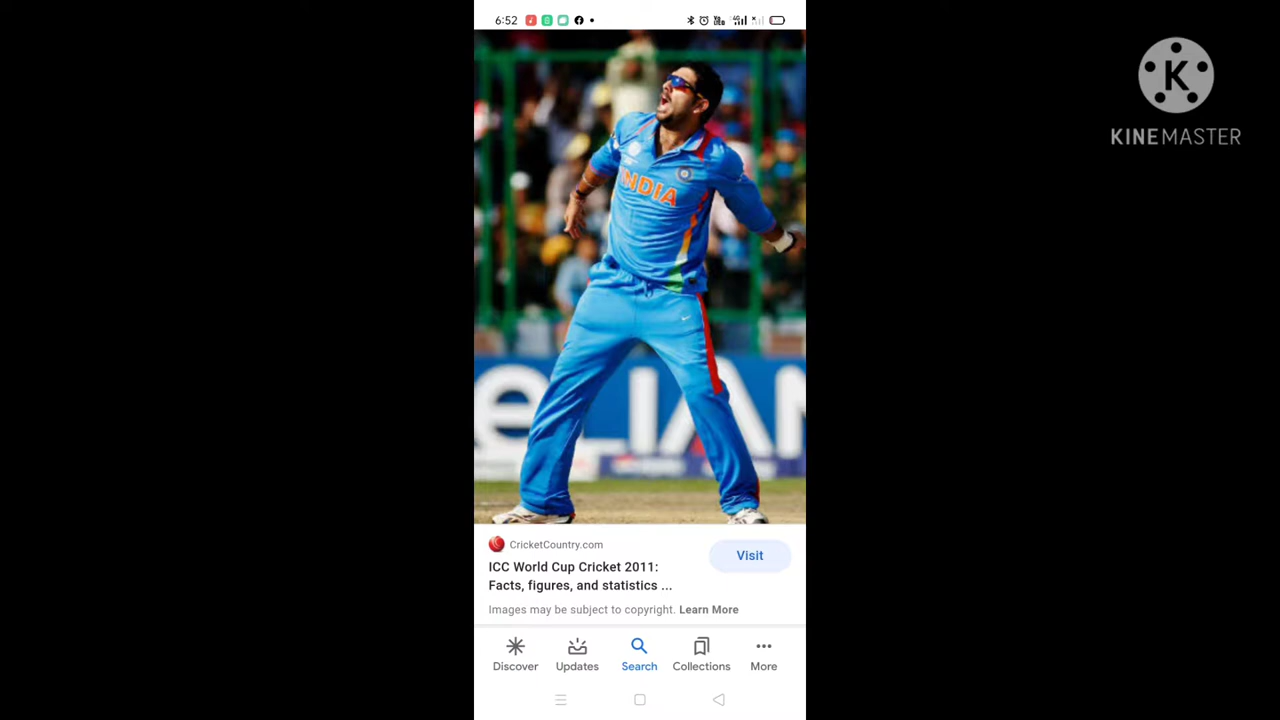 6:52
KINEMASTER
INDIA
eLIAN
CricketCountry.com
Visit
ICC World Cup Cricket 2011:
Facts, figures, and statistics ...
Images may be subject to copyright. Learn More
Discover
Updates
Search
Collections
More